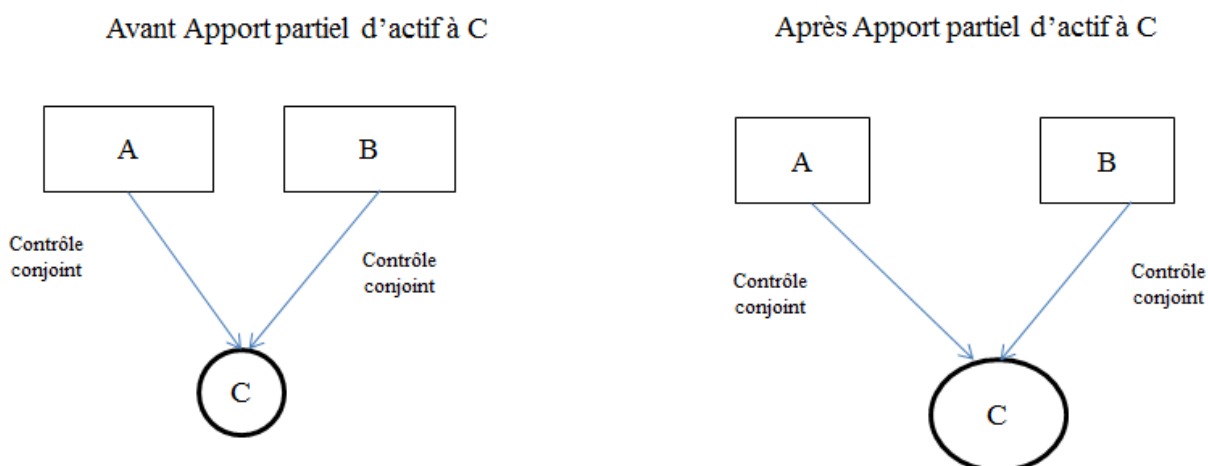 Avant Apport partiel d’actif à C
A
B
Contrôle
conjoint
Contrôle
conjoint
C
Après Apport partiel d’actif à C
A
B
Contrôle
conjoint
Contrôle
conjoint
C